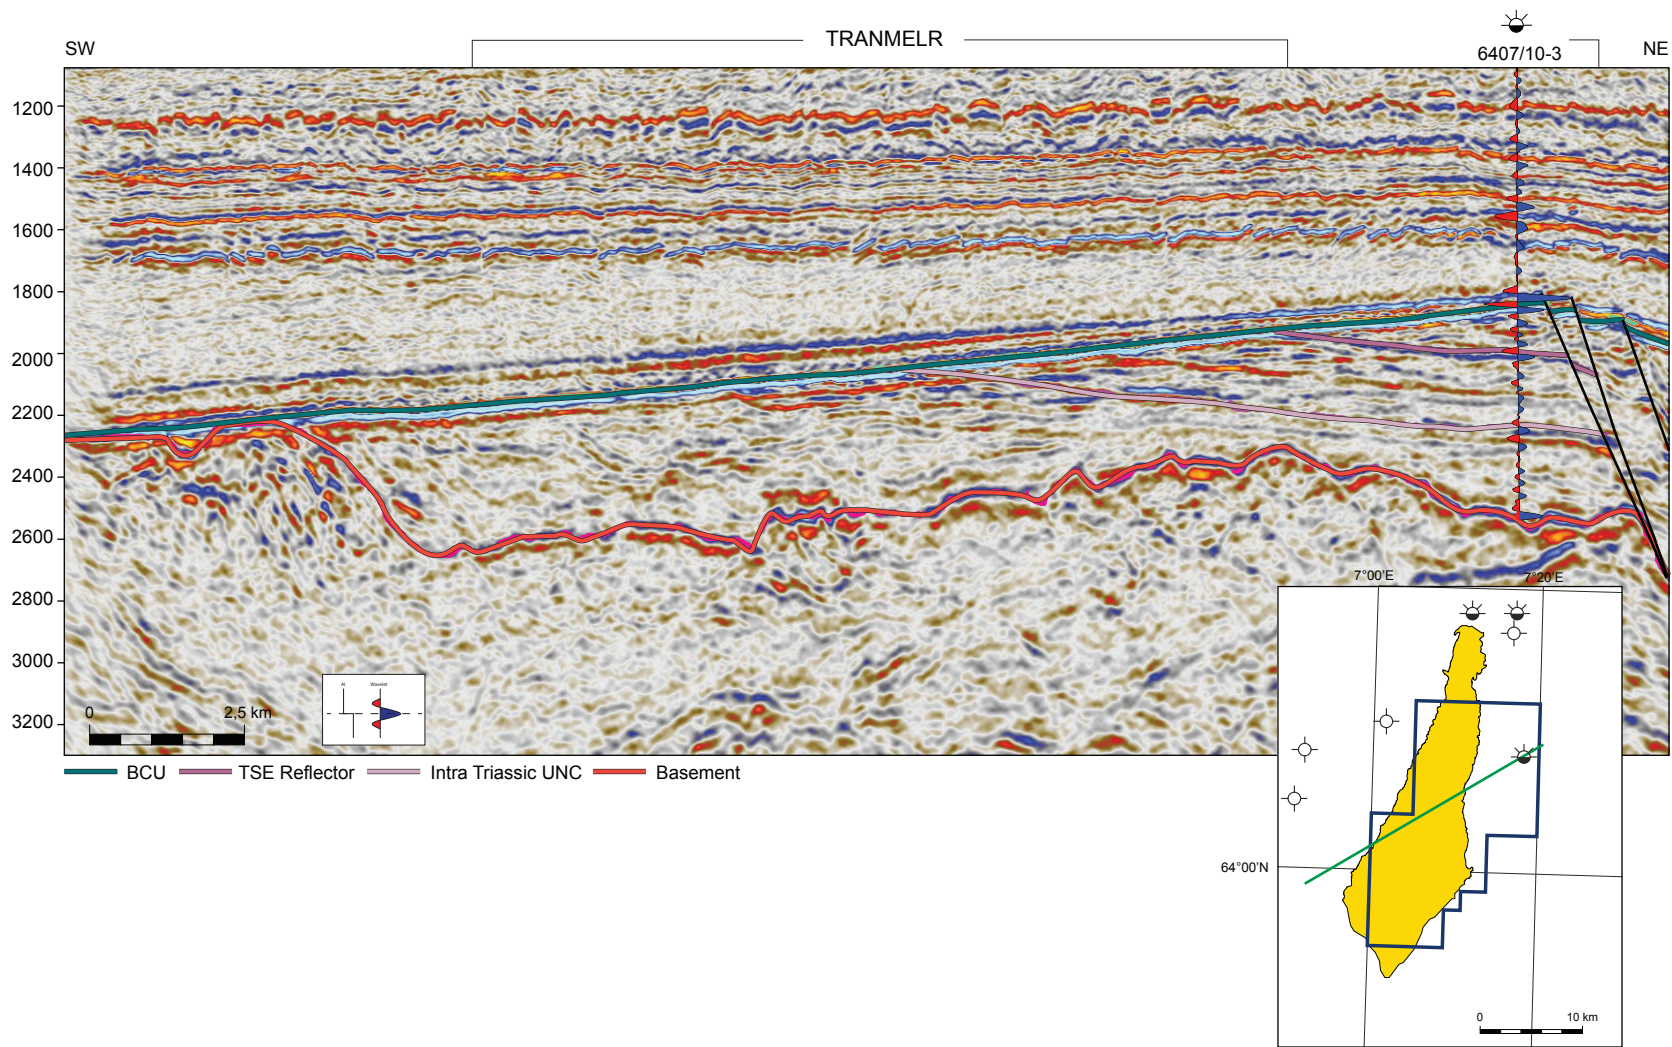 SW
TRANMELR
6407/10-3
NE
1200
1400
1600
1800
2000
2200
2400
2600
2800
3000
3200
AI Wavelet
0 2,5 km
BCU TSE Reflector Intra Triassic UNC Basement
7°00'E 7°20'E
64°00'N
0 10 km